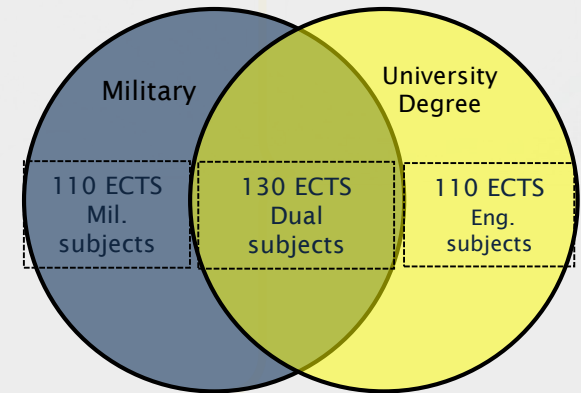 Military
University
Degree
110 ECTS
Mil.
subjects
130 ECTS
Dual
subjects
110 ECTS
Eng.
subjects